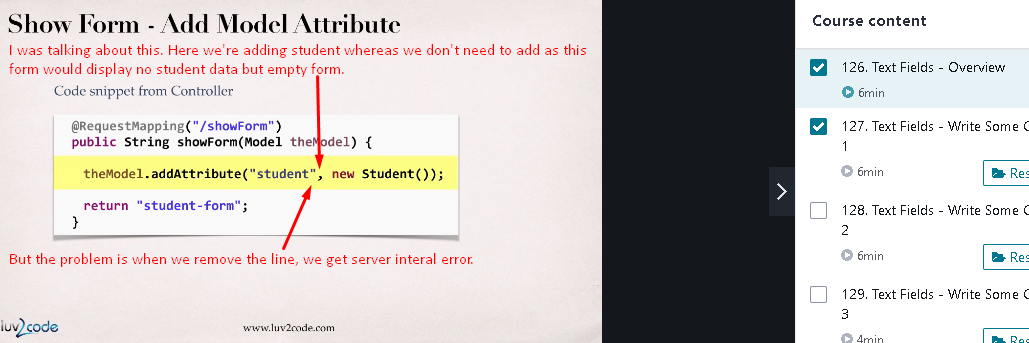 Show Form - Add Model Attribute
I was talking about this. Here we're adding student whereas we don't need to add as this
form would display no student data but empty form.
Code snippet from Controller
@RequestMapping("/showForm")
public String showForm(Model theModel) {
theModel.addAttribute("student", new Student());
return "student-form";
}
But the problem is when we remove the line, we get server interal error.
luv2code
www.luv2code.com
Course content
126. Text Fields - Overview
6min
127. Text Fields - Write Some C
1
6min
Res
128. Text Fields - Write Some C
2
6min
Res
129. Text Fields - Write Some C
3
4min
Res